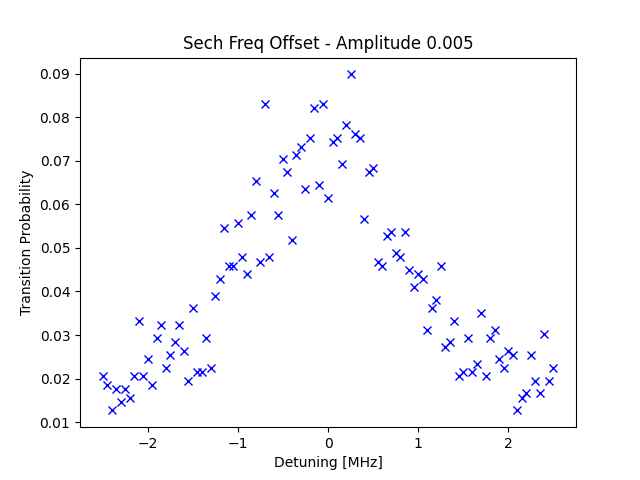 Sech Freq Offset - Amplitude 0.005
0.09
0.08
0.07
0.06
0.05
0.04
0.03
0.02
0.01
Transition Probability
−2 −1 0 1 2
Detuning [MHz]